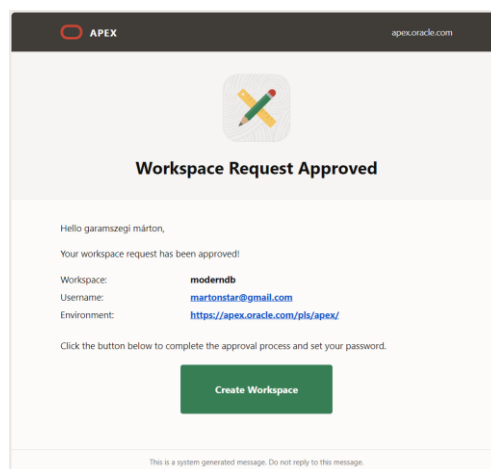 APEX
apex.oracle.com
Workspace Request Approved
Hello garamszegi márton,
Your workspace request has been approved!
Workspace: moderndb
Username: martonstar@gmail.com
Environment: https://apex.oracle.com/pls/apex/
Click the button below to complete the approval process and set your password.
Create Workspace
This is a system generated message. Do not reply to this message.